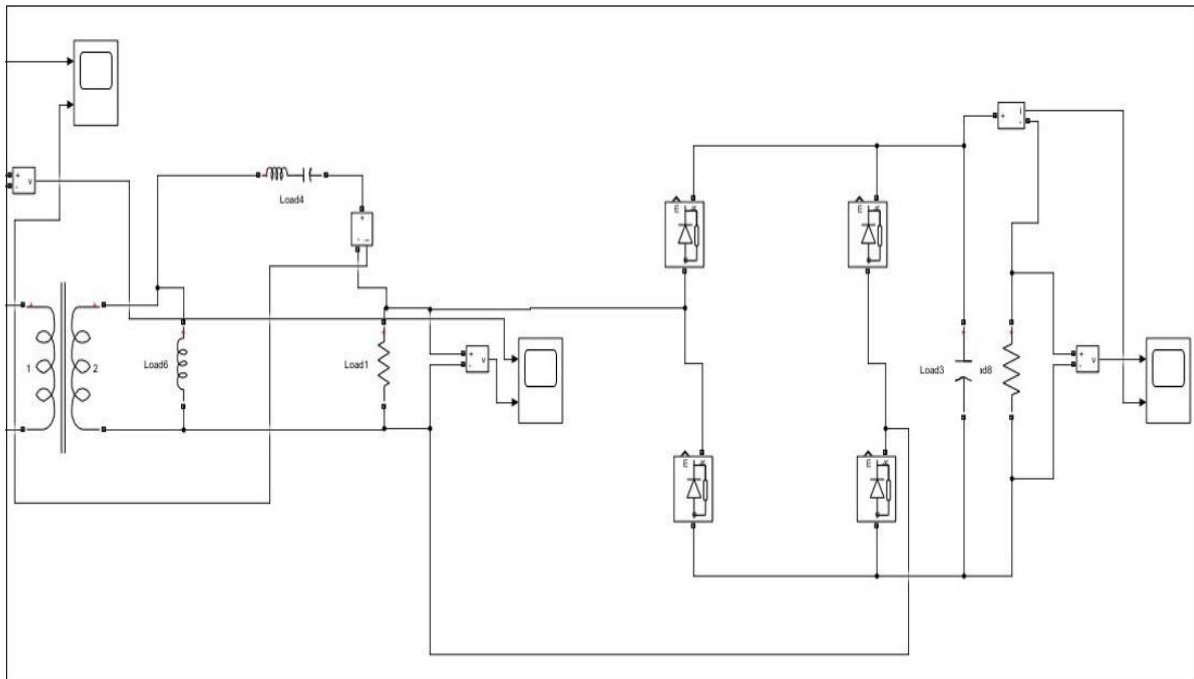 +
-
v
Load4
+
i
-
+
+
1
2
Load6
+
Load1
+
-
v
E
K
E
K
E
K
E
K
+
i
-
Load3
ad8
+
-
v